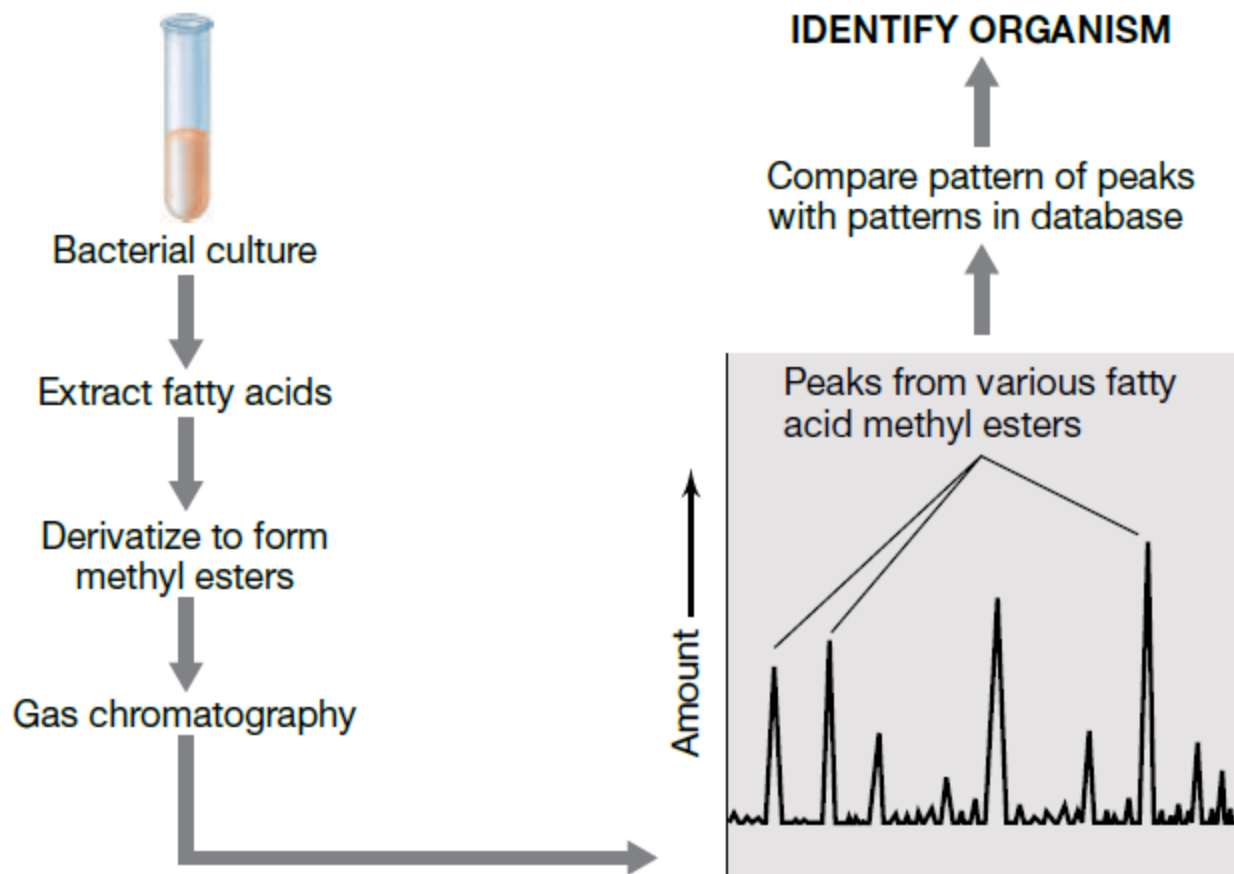 Bacterial culture
Extract fatty acids
Derivatize to form
methyl esters
Gas chromatography
Amount
Peaks from various fatty
acid methyl esters
Compare pattern of peaks
with patterns in database
IDENTIFY ORGANISM